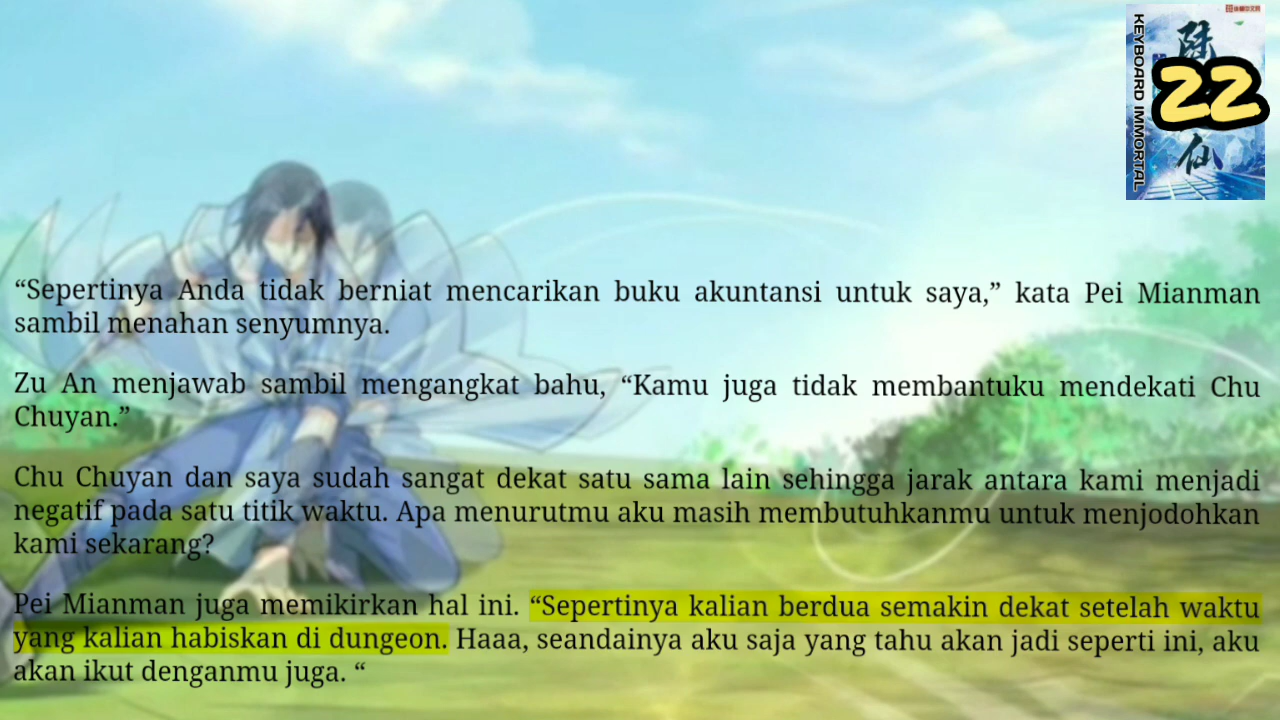 KEYBOARD IMMORTAL
22
仙
“Sepertinya Anda tidak berniat mencarikan buku akuntansi untuk saya,” kata Pei Mianman
sambil menahan senyumnya.
Zu An menjawab sambil mengangkat bahu, “Kamu juga tidak membantuku mendekati Chu
Chuyan.”
Chu Chuyan dan saya sudah sangat dekat satu sama lain sehingga jarak antara kami menjadi
negatif pada satu titik waktu. Apa menurutmu aku masih membutuhkanmu untuk menjodohkan
kami sekarang?
Pei Mianman juga memikirkan hal ini. “Sepertinya kalian berdua semakin dekat setelah waktu
yang kalian habiskan di dungeon. Haaa, seandainya aku saja yang tahu akan jadi seperti ini, aku
akan ikut denganmu juga. “